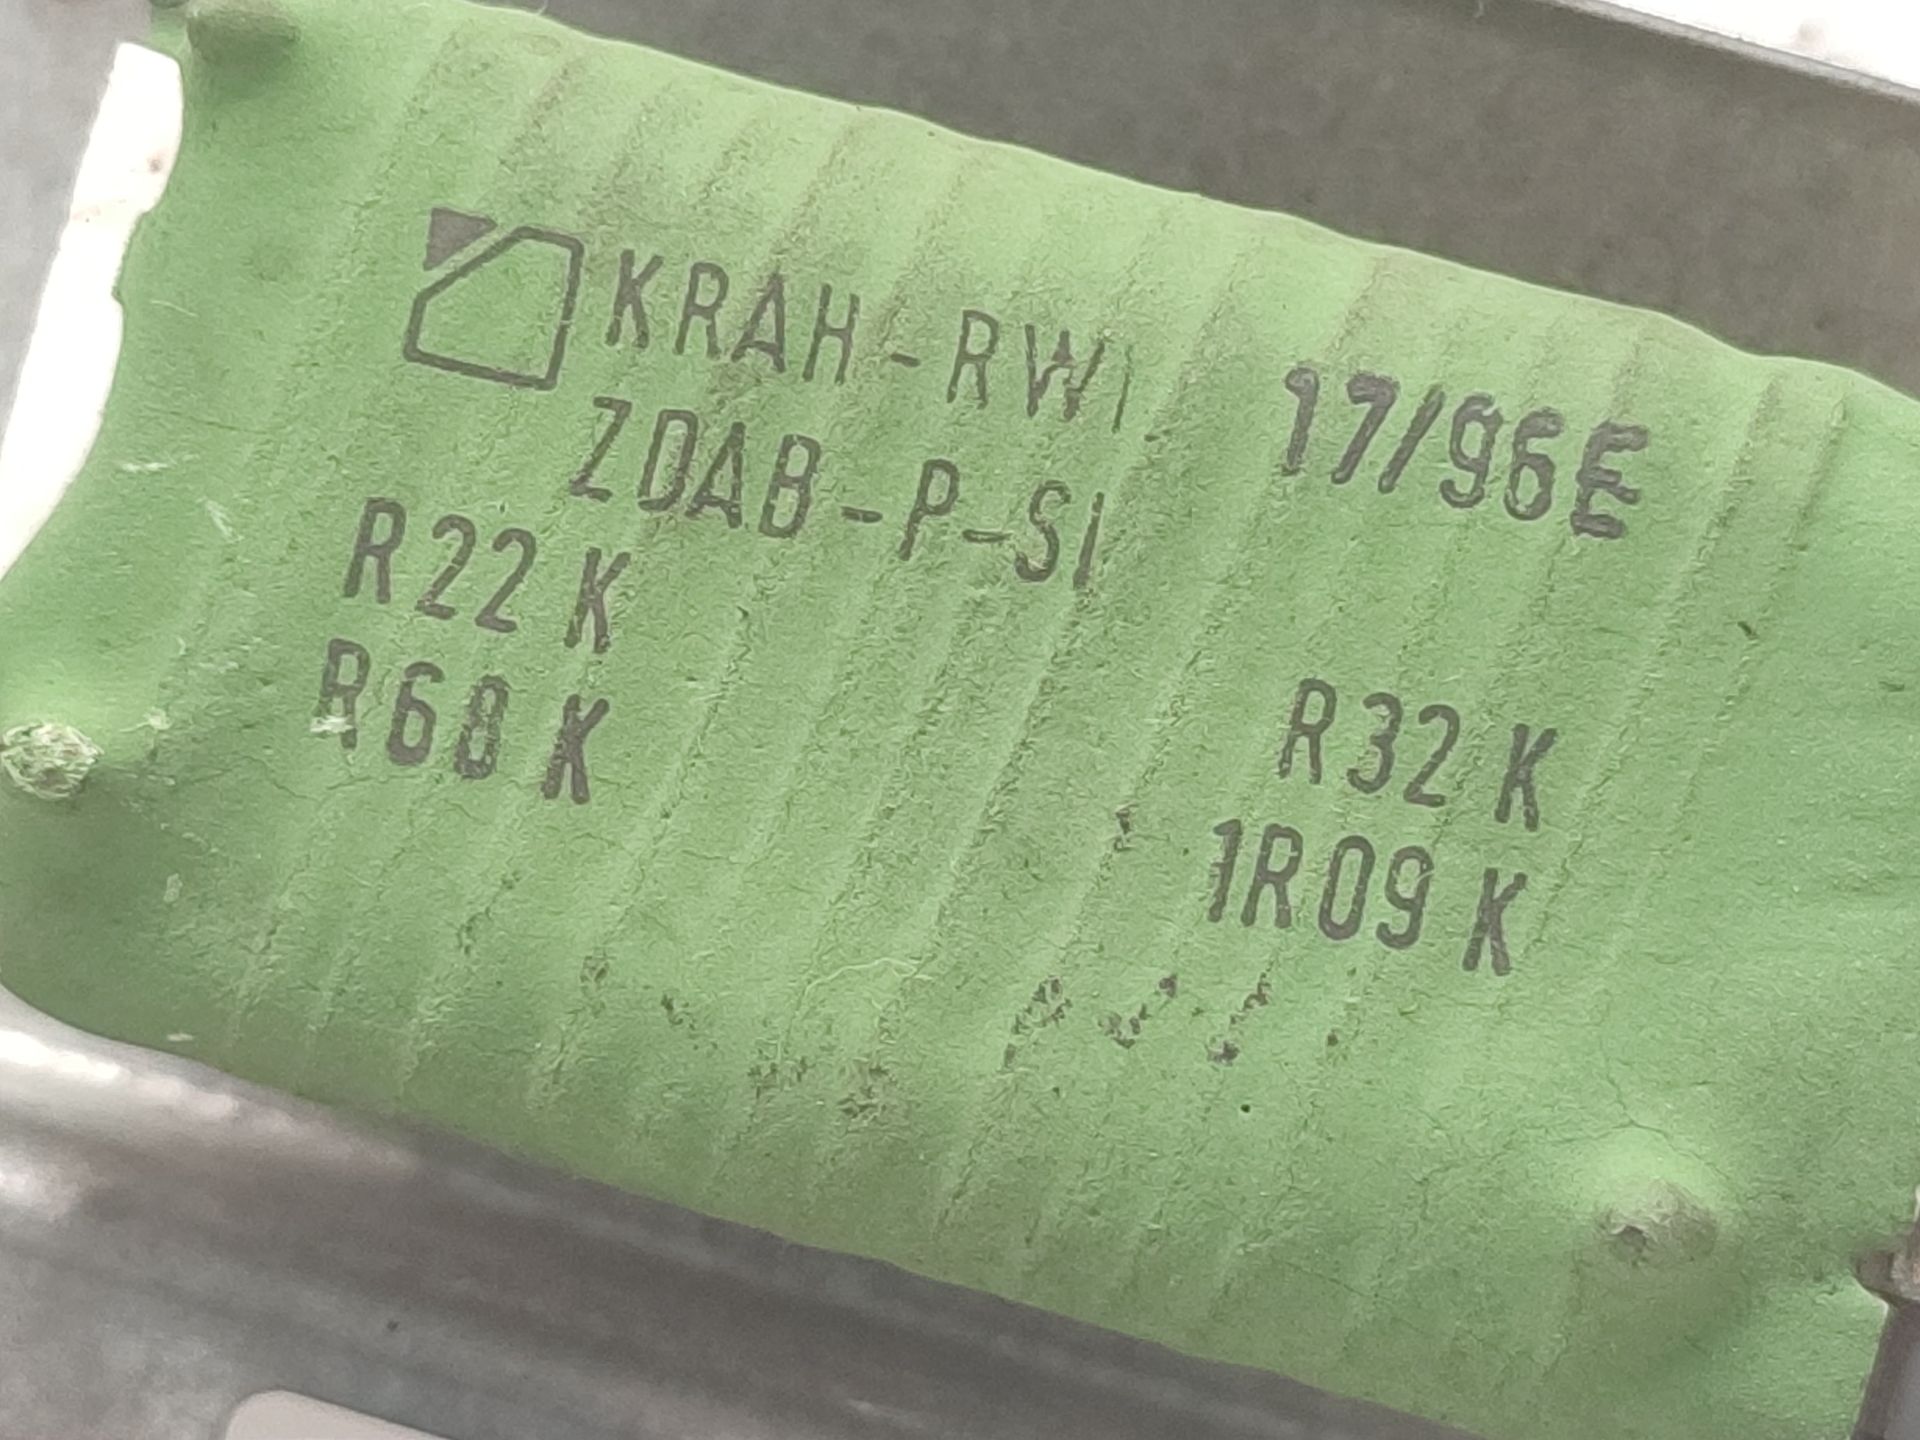 KRAH-RWI 17/96E
ZDAB-P-SI
R22 K
R68 K
R32 K
1R09 K